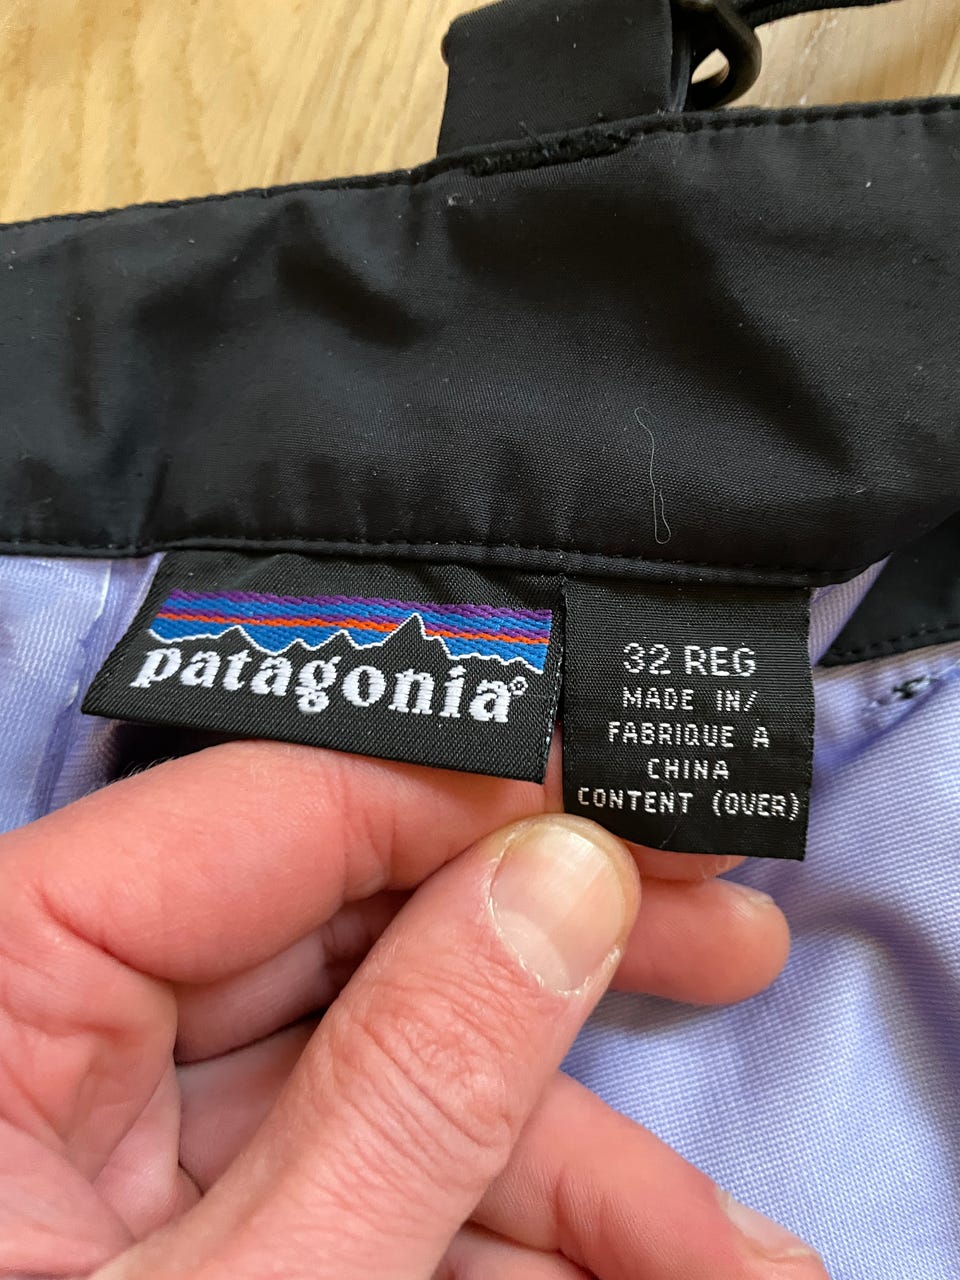 patagonia®
32 REG
MADE IN/
FABRIQUE A
CHINA
CONTENT (OVER)